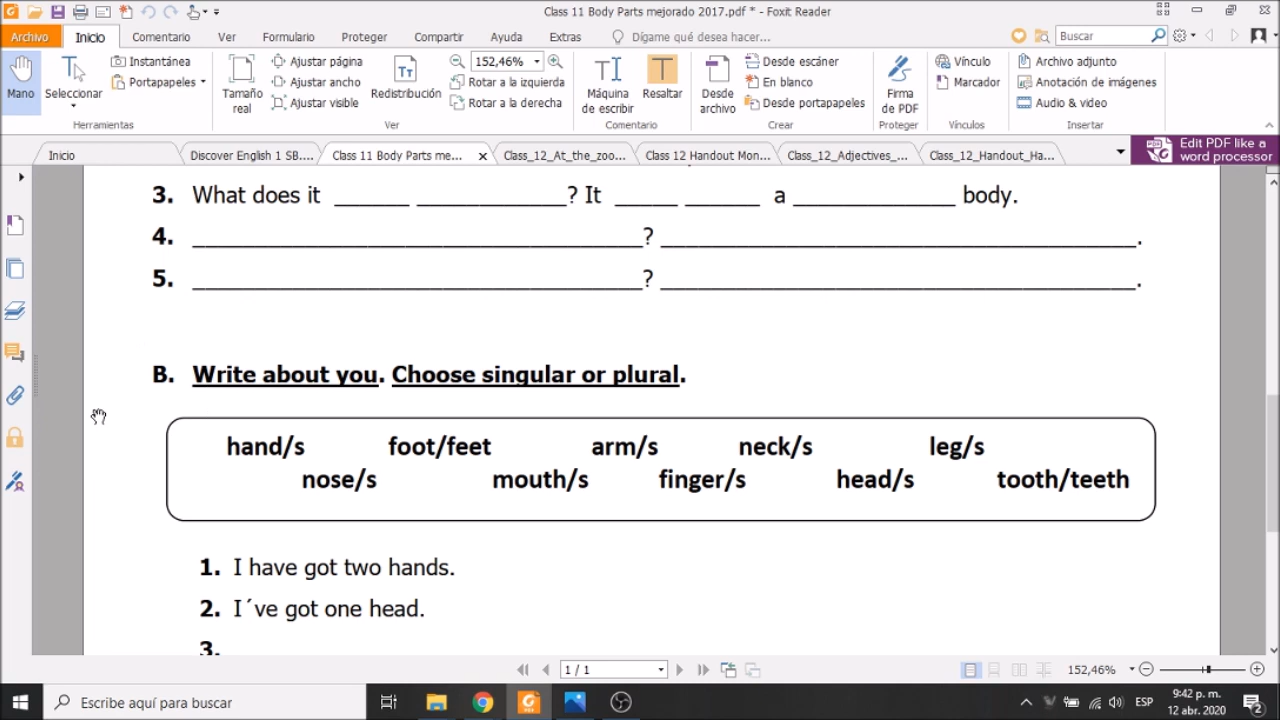 Class 11 Body Parts mejorado 2017.pdf * - Foxit Reader
Archivo Inicio Comentario Ver Formulario Proteger Compartir Ayuda Extras Dígame qué desea hacer... Buscar
Mano Seleccionar Instantánea Portapapeles Tamaño real Ajustar página Ajustar ancho Ajustar visible Redistribución 152,46% Rotar a la izquierda Rotar a la derecha Máquina de escribir Resaltar Desde archivo Desde escáner En blanco Desde portapapeles Firma de PDF Vínculo Marcador Archivo adjunto Anotación de imágenes Audio & video
Herramientas Ver Comentario Crear Proteger Vínculos Insertar
Inicio Discover English 1 SB.... Class 11 Body Parts me... Class_12_At_the_zoo... Class 12 Handout Mon... Class_12_Adjectives_... Class_12_Handout_Ha... Edit PDF like a word processor
3. What does it ______ ____________? It _____ ______ a _____________ body.
4. ____________________________________? ______________________________________.
5. ____________________________________? ______________________________________.
B. Write about you. Choose singular or plural.
hand/s foot/feet arm/s neck/s leg/s
nose/s mouth/s finger/s head/s tooth/teeth
1. I have got two hands.
2. I´ve got one head.
3.
1 / 1 152,46%
Escribe aquí para buscar ESP 9:42 p. m.
12 abr. 2020 2